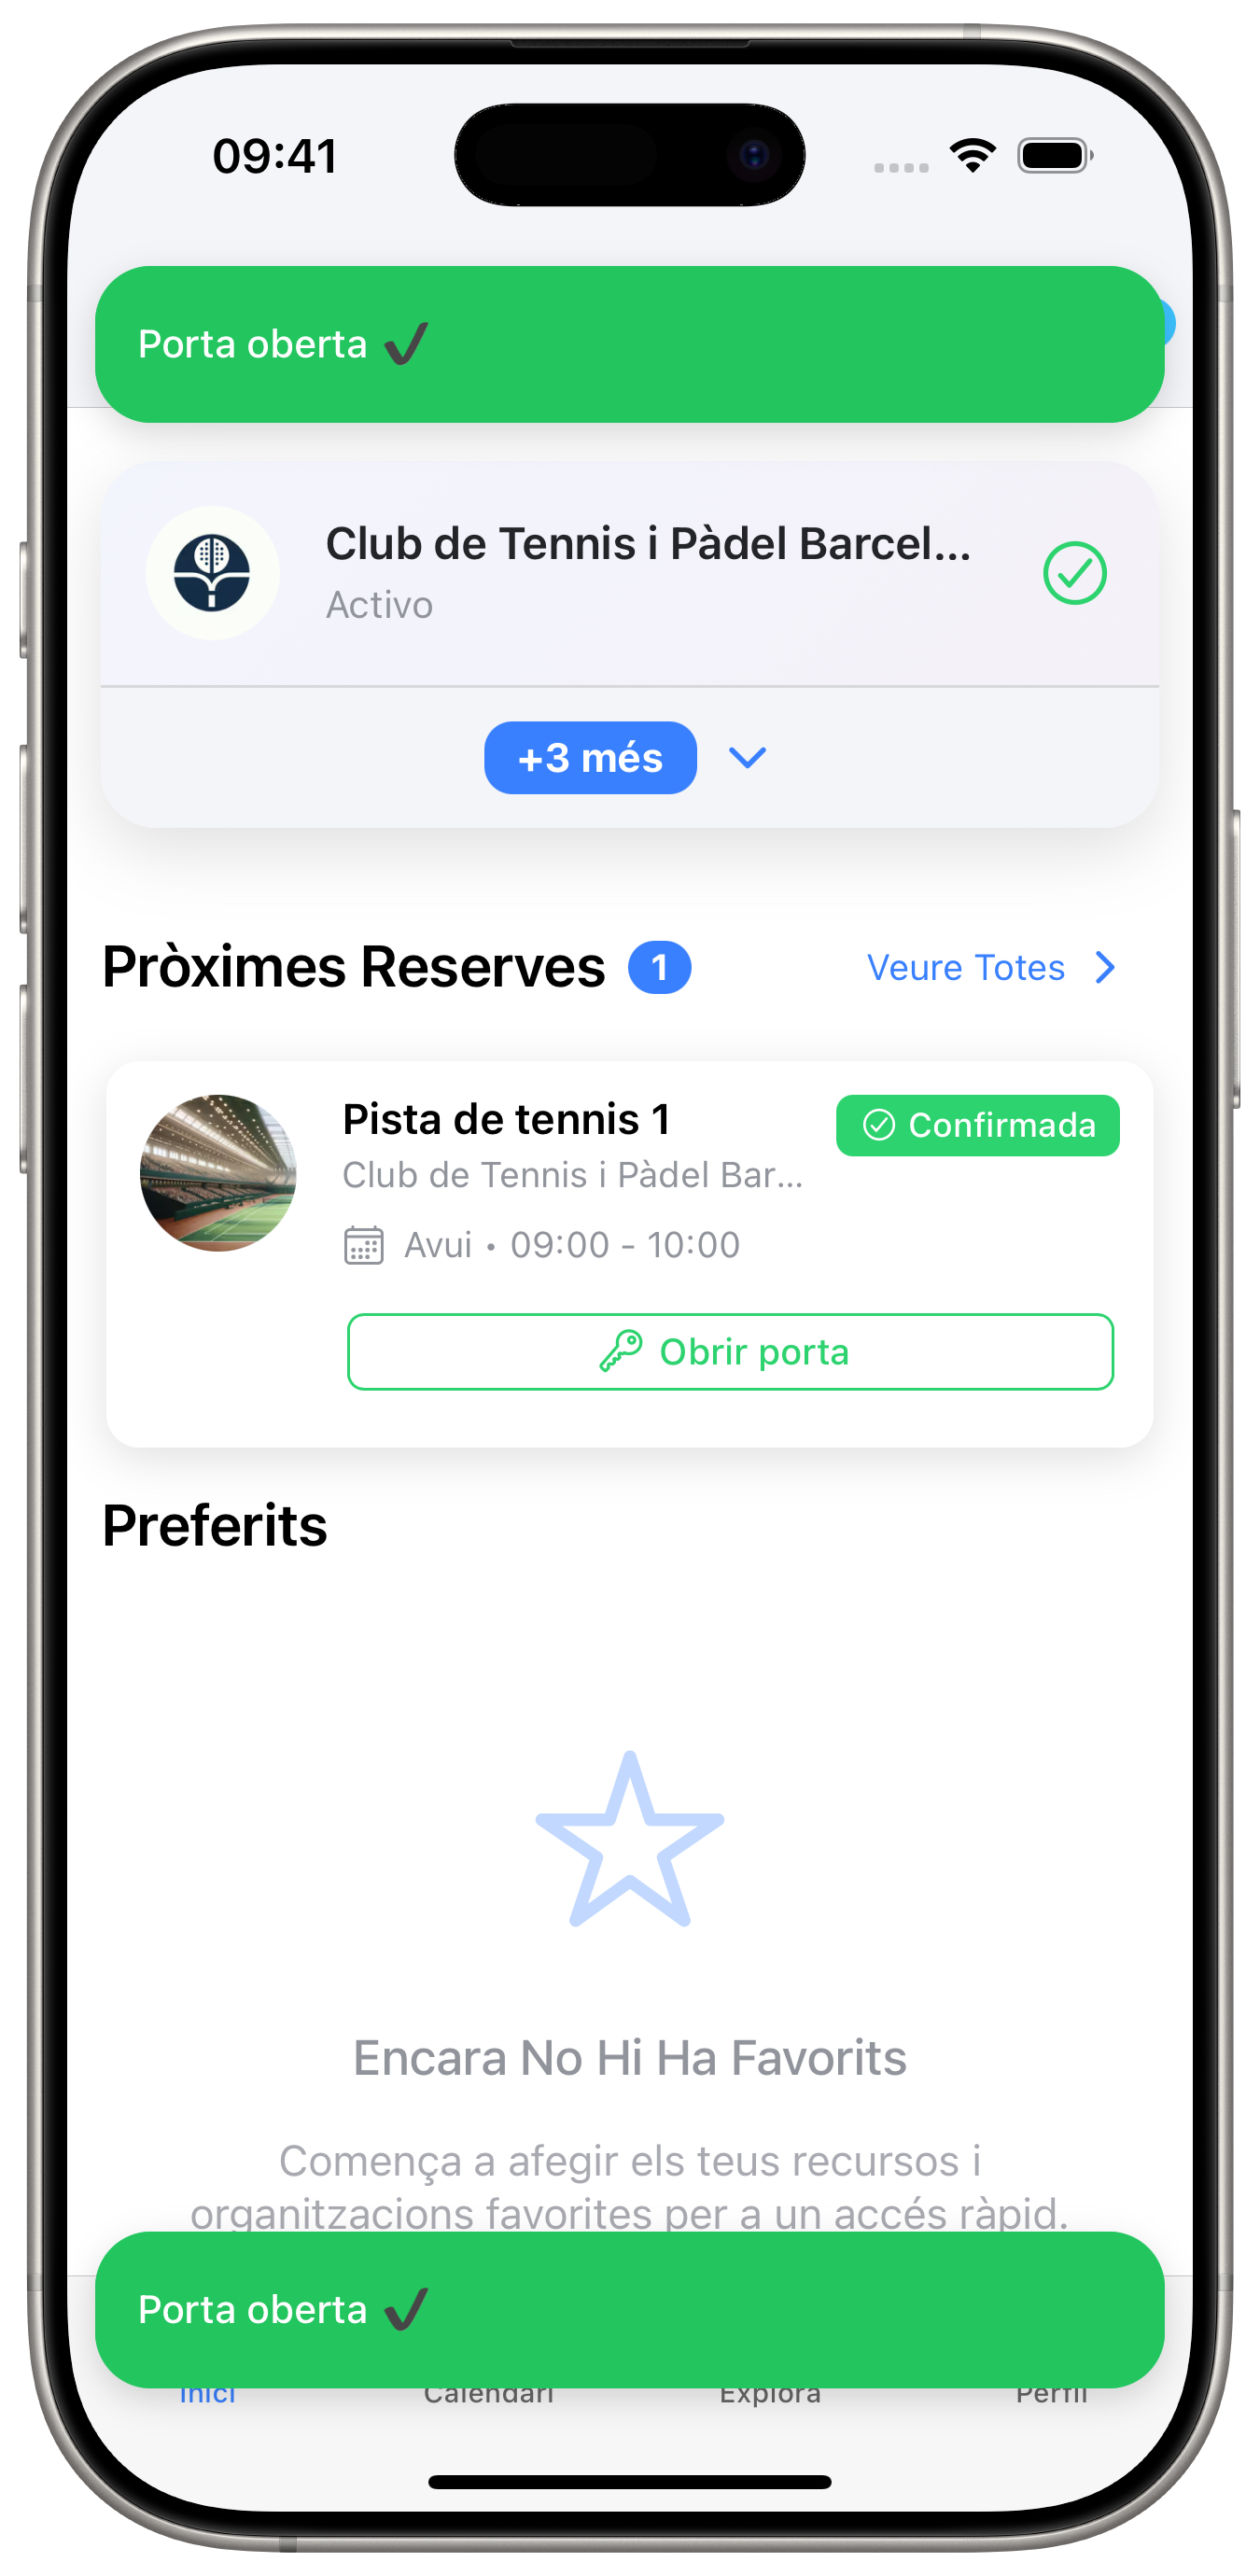 09:41
Porta oberta ✔
Club de Tennis i Pàdel Barcel...
Activo
+3 més
Pròximes Reserves 1
Veure Totes
Pista de tennis 1
Confirmada
Club de Tennis i Pàdel Bar...
Avui • 09:00 - 10:00
Obrir porta
Preferits
Encara No Hi Ha Favorits
Comença a afegir els teus recursos i
organitzacions favorites per a un accés ràpid.
Porta oberta ✔
Inici
Calendari
Explora
Perfil